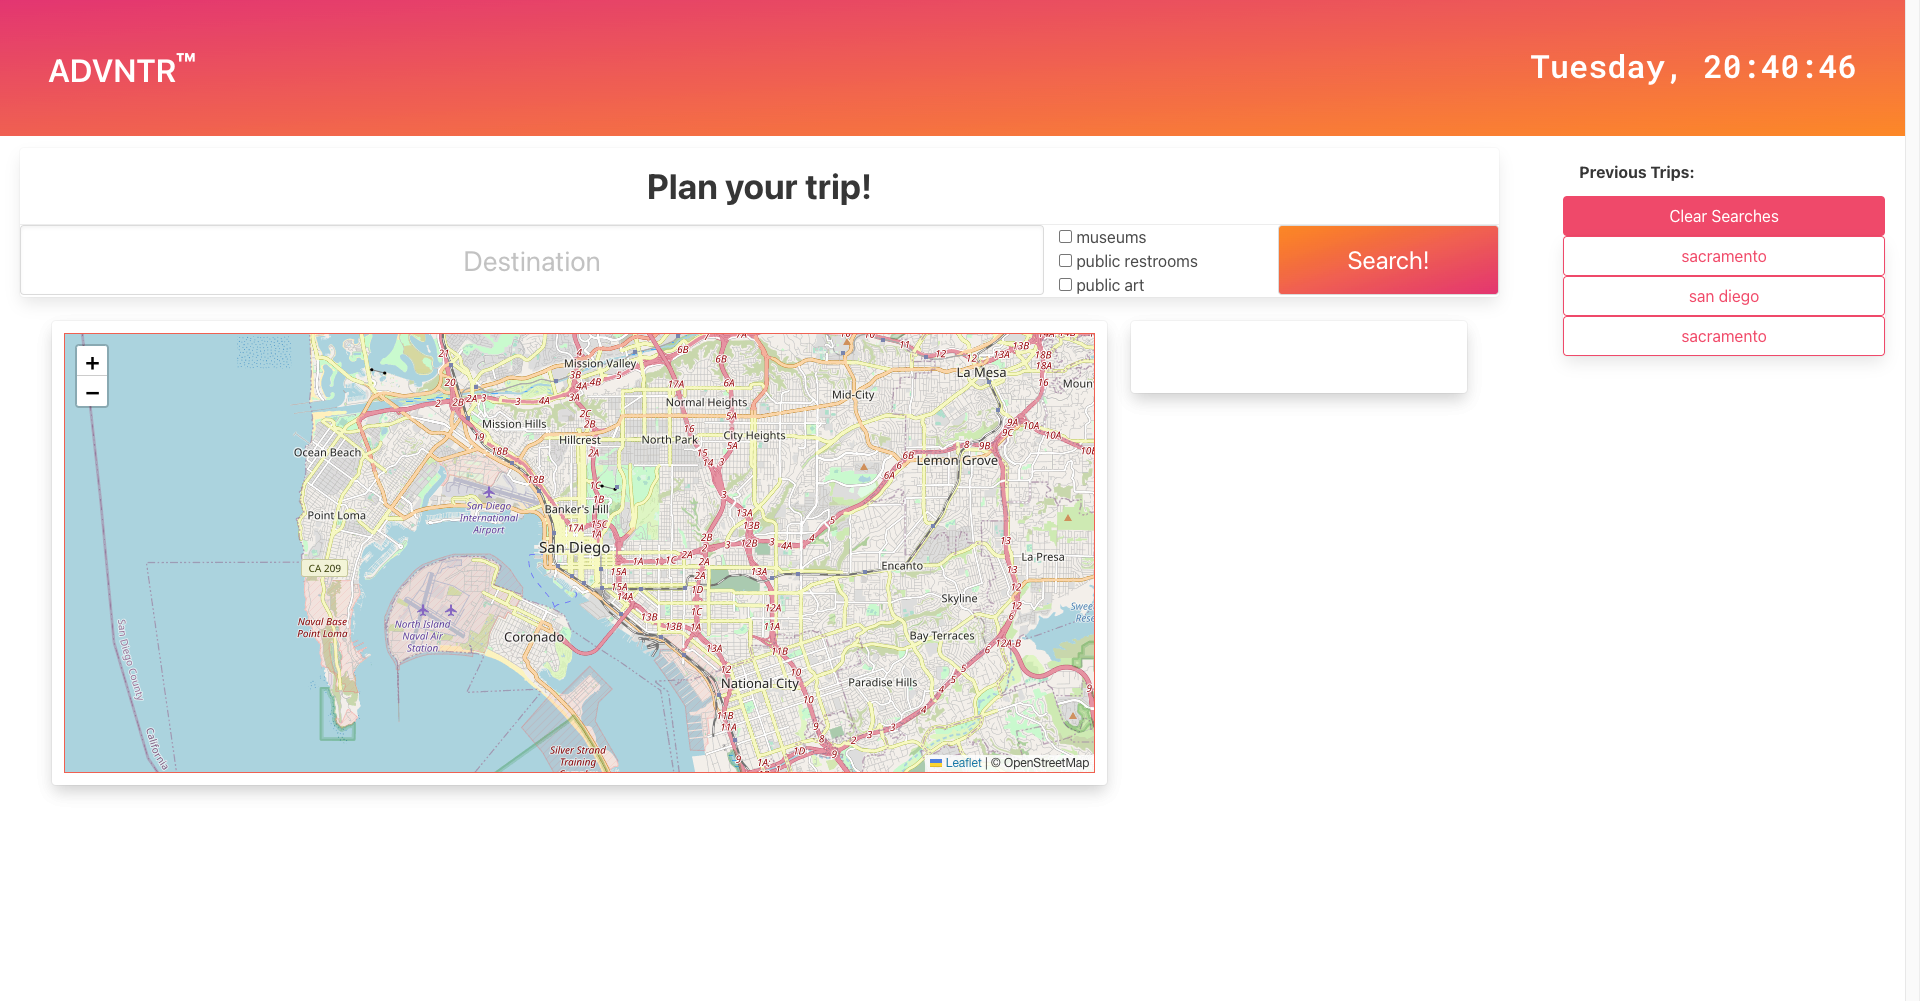 ADVNTR™
Tuesday, 20:40:46
Plan your trip!
Destination
museums
public restrooms
public art
Search!
Previous Trips:
Clear Searches
sacramento
san diego
sacramento
+
−
Mission Valley
La Mesa
Mid-City
Normal Heights
Mission Hills
Hillcrest
North Park
City Heights
Ocean Beach
Lemon Grove
San Diego
International
Airport
Banker's Hill
Point Loma
San Diego
La Presa
CA 209
Encanto
Skyline
Naval Base
Point Loma
North Island
Naval Air
Station
Coronado
Bay Terraces
National City
Paradise Hills
San Diego County
California
Silver Strand
Training
Leaflet | © OpenStreetMap